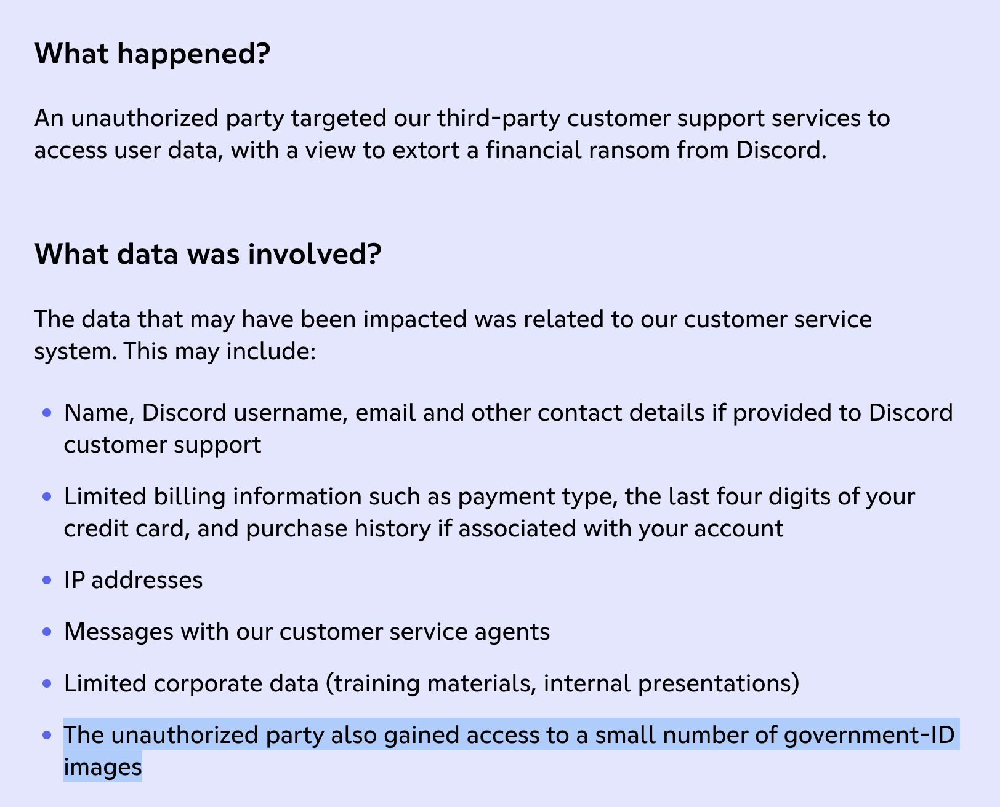 What happened?
An unauthorized party targeted our third-party customer support services to
access user data, with a view to extort a financial ransom from Discord.
What data was involved?
The data that may have been impacted was related to our customer service
system. This may include:
Name, Discord username, email and other contact details if provided to Discord
customer support
Limited billing information such as payment type, the last four digits of your
credit card, and purchase history if associated with your account
IP addresses
Messages with our customer service agents
Limited corporate data (training materials, internal presentations)
The unauthorized party also gained access to a small number of government-ID
images